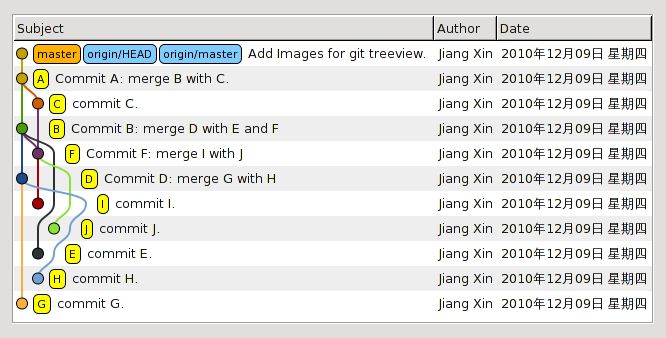 Subject Author Date
master origin/HEAD origin/master Add Images for git treeview. Jiang Xin 2010年12月09日 星期四
A Commit A: merge B with C. Jiang Xin 2010年12月09日 星期四
C commit C. Jiang Xin 2010年12月09日 星期四
B Commit B: merge D with E and F Jiang Xin 2010年12月09日 星期四
F Commit F: merge I with J Jiang Xin 2010年12月09日 星期四
D Commit D: merge G with H Jiang Xin 2010年12月09日 星期四
I commit I. Jiang Xin 2010年12月09日 星期四
J commit J. Jiang Xin 2010年12月09日 星期四
E commit E. Jiang Xin 2010年12月09日 星期四
H commit H. Jiang Xin 2010年12月09日 星期四
G commit G. Jiang Xin 2010年12月09日 星期四